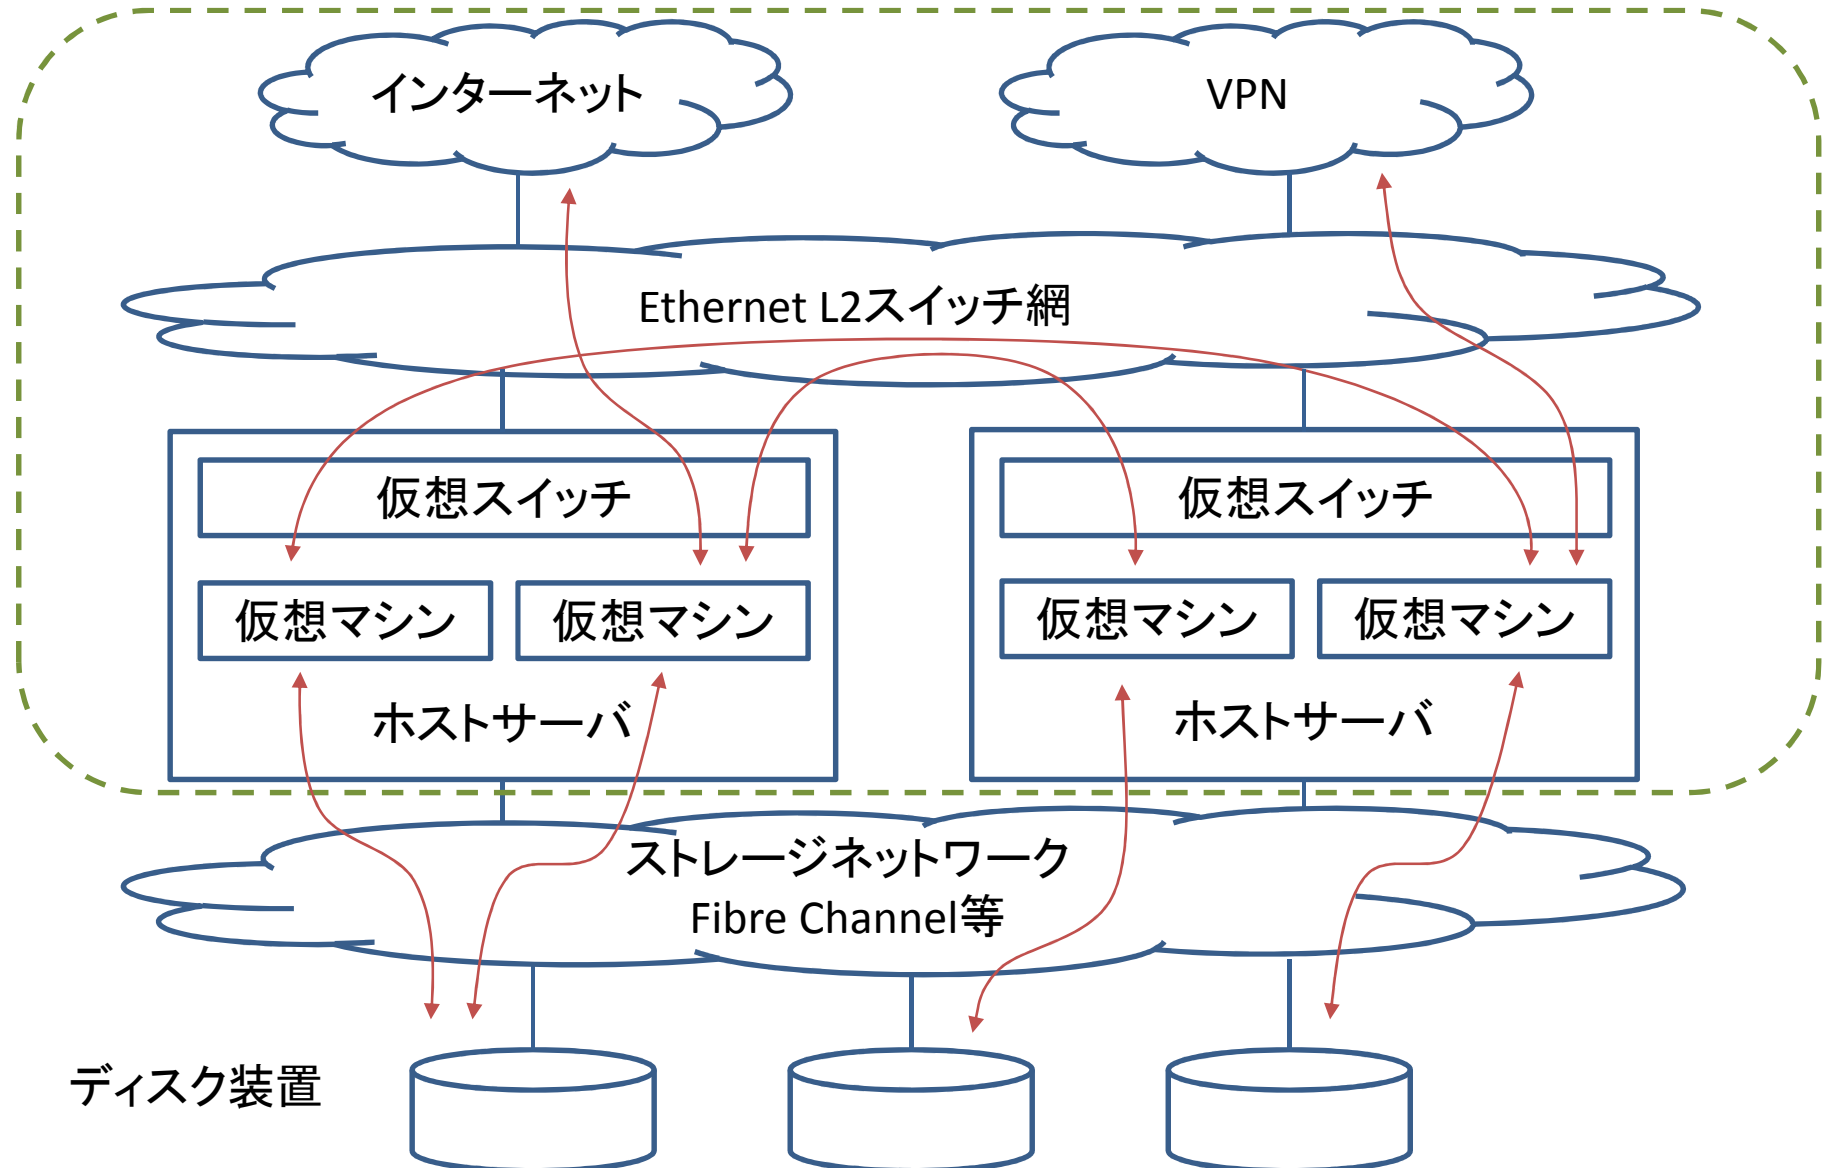 インターネット
VPN
Ethernet L2スイッチ網
仮想スイッチ
仮想スイッチ
仮想マシン
仮想マシン
仮想マシン
仮想マシン
ホストサーバ
ホストサーバ
ストレージネットワーク
Fibre Channel等
ディスク装置